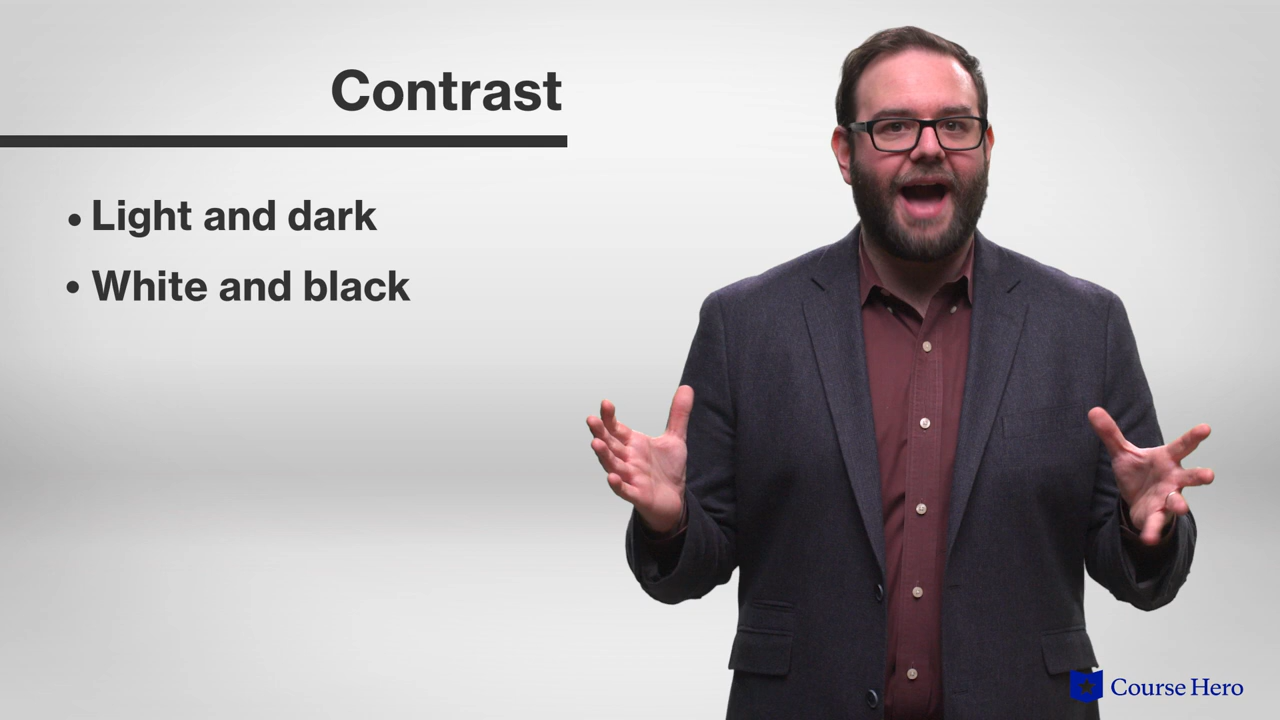 Contrast
• Light and dark
• White and black
Course Hero